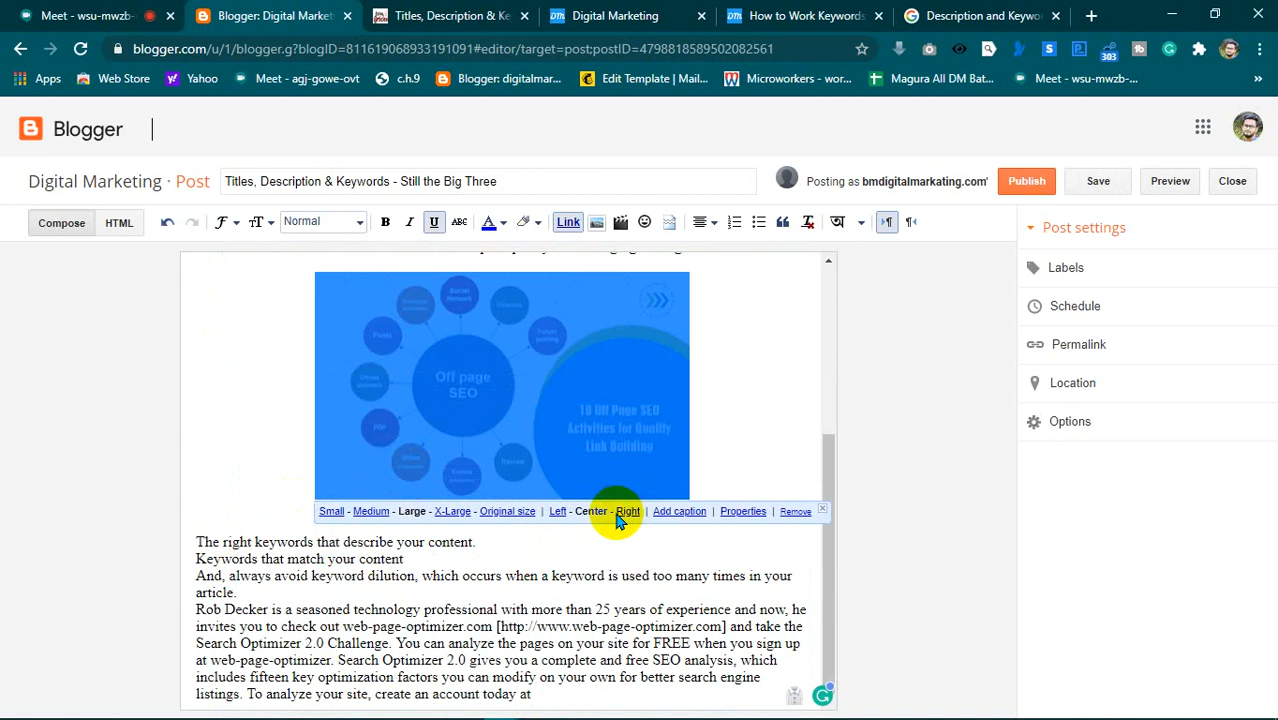 Meet - wsu-mwzb-
Blogger: Digital Market
Titles, Description & Ke
Digital Marketing
How to Work Keywords
Description and Keywo
blogger.com/u/1/blogger.g?blogID=811619068933191091#editor/target=post;postID=4798818589502082561
303
Apps
Web Store
Yahoo
Meet - agj-gowe-ovt
c.h.9
Blogger: digitalmar...
Edit Template | Mail...
Microworkers - wor...
Magura All DM Bat...
Meet - wsu-mwzb-...
Blogger
Digital Marketing · Post
Titles, Description & Keywords - Still the Big Three
Posting as bmdigitalmarkating.com'
Publish
Save
Preview
Close
Compose
HTML
Normal
B
I
U
ABC
A
Link
Post settings
Labels
Schedule
Permalink
Location
Options
Social Network
Forum posting
Posts
PDF
Review
Off page SEO
10 Off Page SEO
Activities for Quality
Link Building
Small - Medium - Large - X-Large - Original size | Left - Center - Right | Add caption | Properties | Remove
The right keywords that describe your content.
Keywords that match your content
And, always avoid keyword dilution, which occurs when a keyword is used too many times in your
article.
Rob Decker is a seasoned technology professional with more than 25 years of experience and now, he
invites you to check out web-page-optimizer.com [http://www.web-page-optimizer.com] and take the
Search Optimizer 2.0 Challenge. You can analyze the pages on your site for FREE when you sign up
at web-page-optimizer. Search Optimizer 2.0 gives you a complete and free SEO analysis, which
includes fifteen key optimization factors you can modify on your own for better search engine
listings. To analyze your site, create an account today at